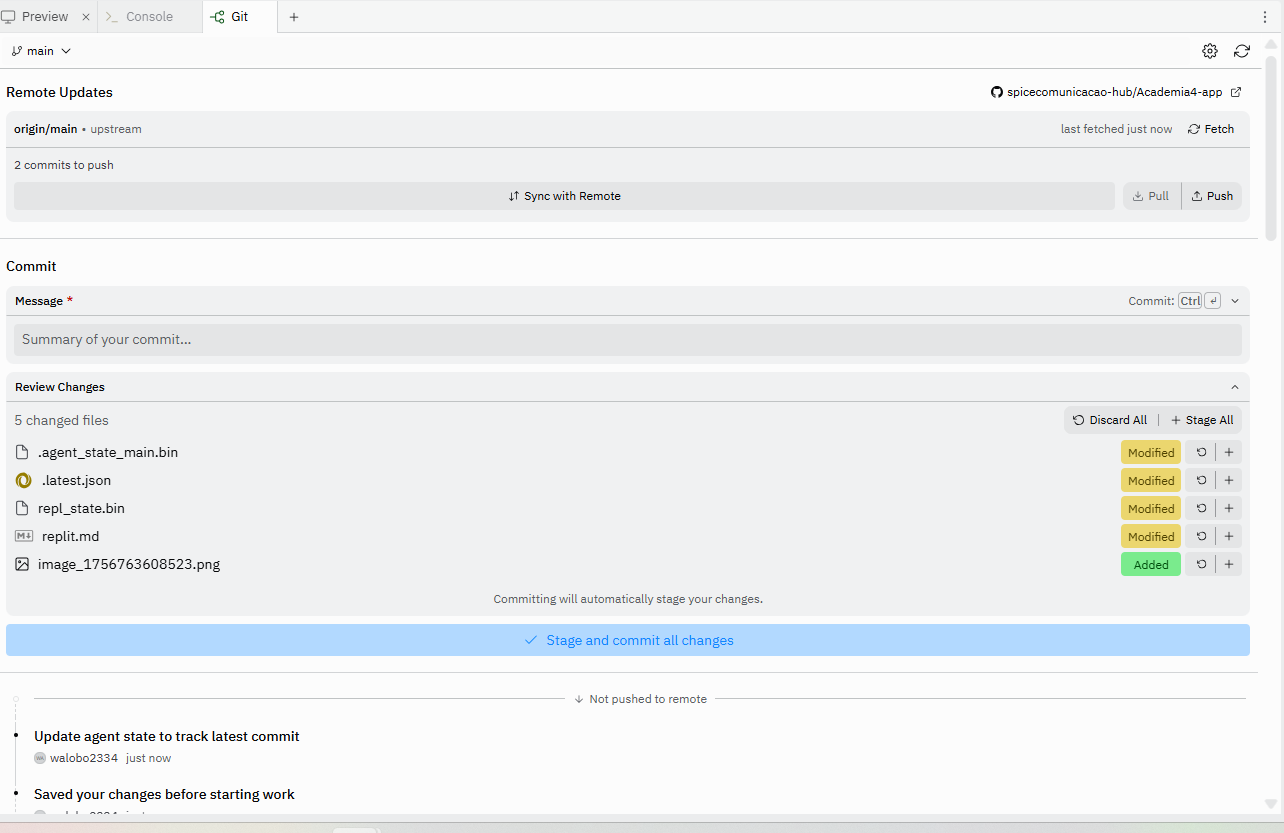 Preview
Console
Git
main
Remote Updates
spicecomunicacao-hub/Academia4-app
origin/main • upstream
last fetched just now
Fetch
2 commits to push
Sync with Remote
Pull
Push
Commit
Message *
Commit: Ctrl
Summary of your commit...
Review Changes
5 changed files
Discard All
Stage All
.agent_state_main.bin
Modified
.latest.json
Modified
repl_state.bin
Modified
replit.md
Modified
image_1756763608523.png
Added
Committing will automatically stage your changes.
Stage and commit all changes
Not pushed to remote
Update agent state to track latest commit
walobo2334 just now
Saved your changes before starting work